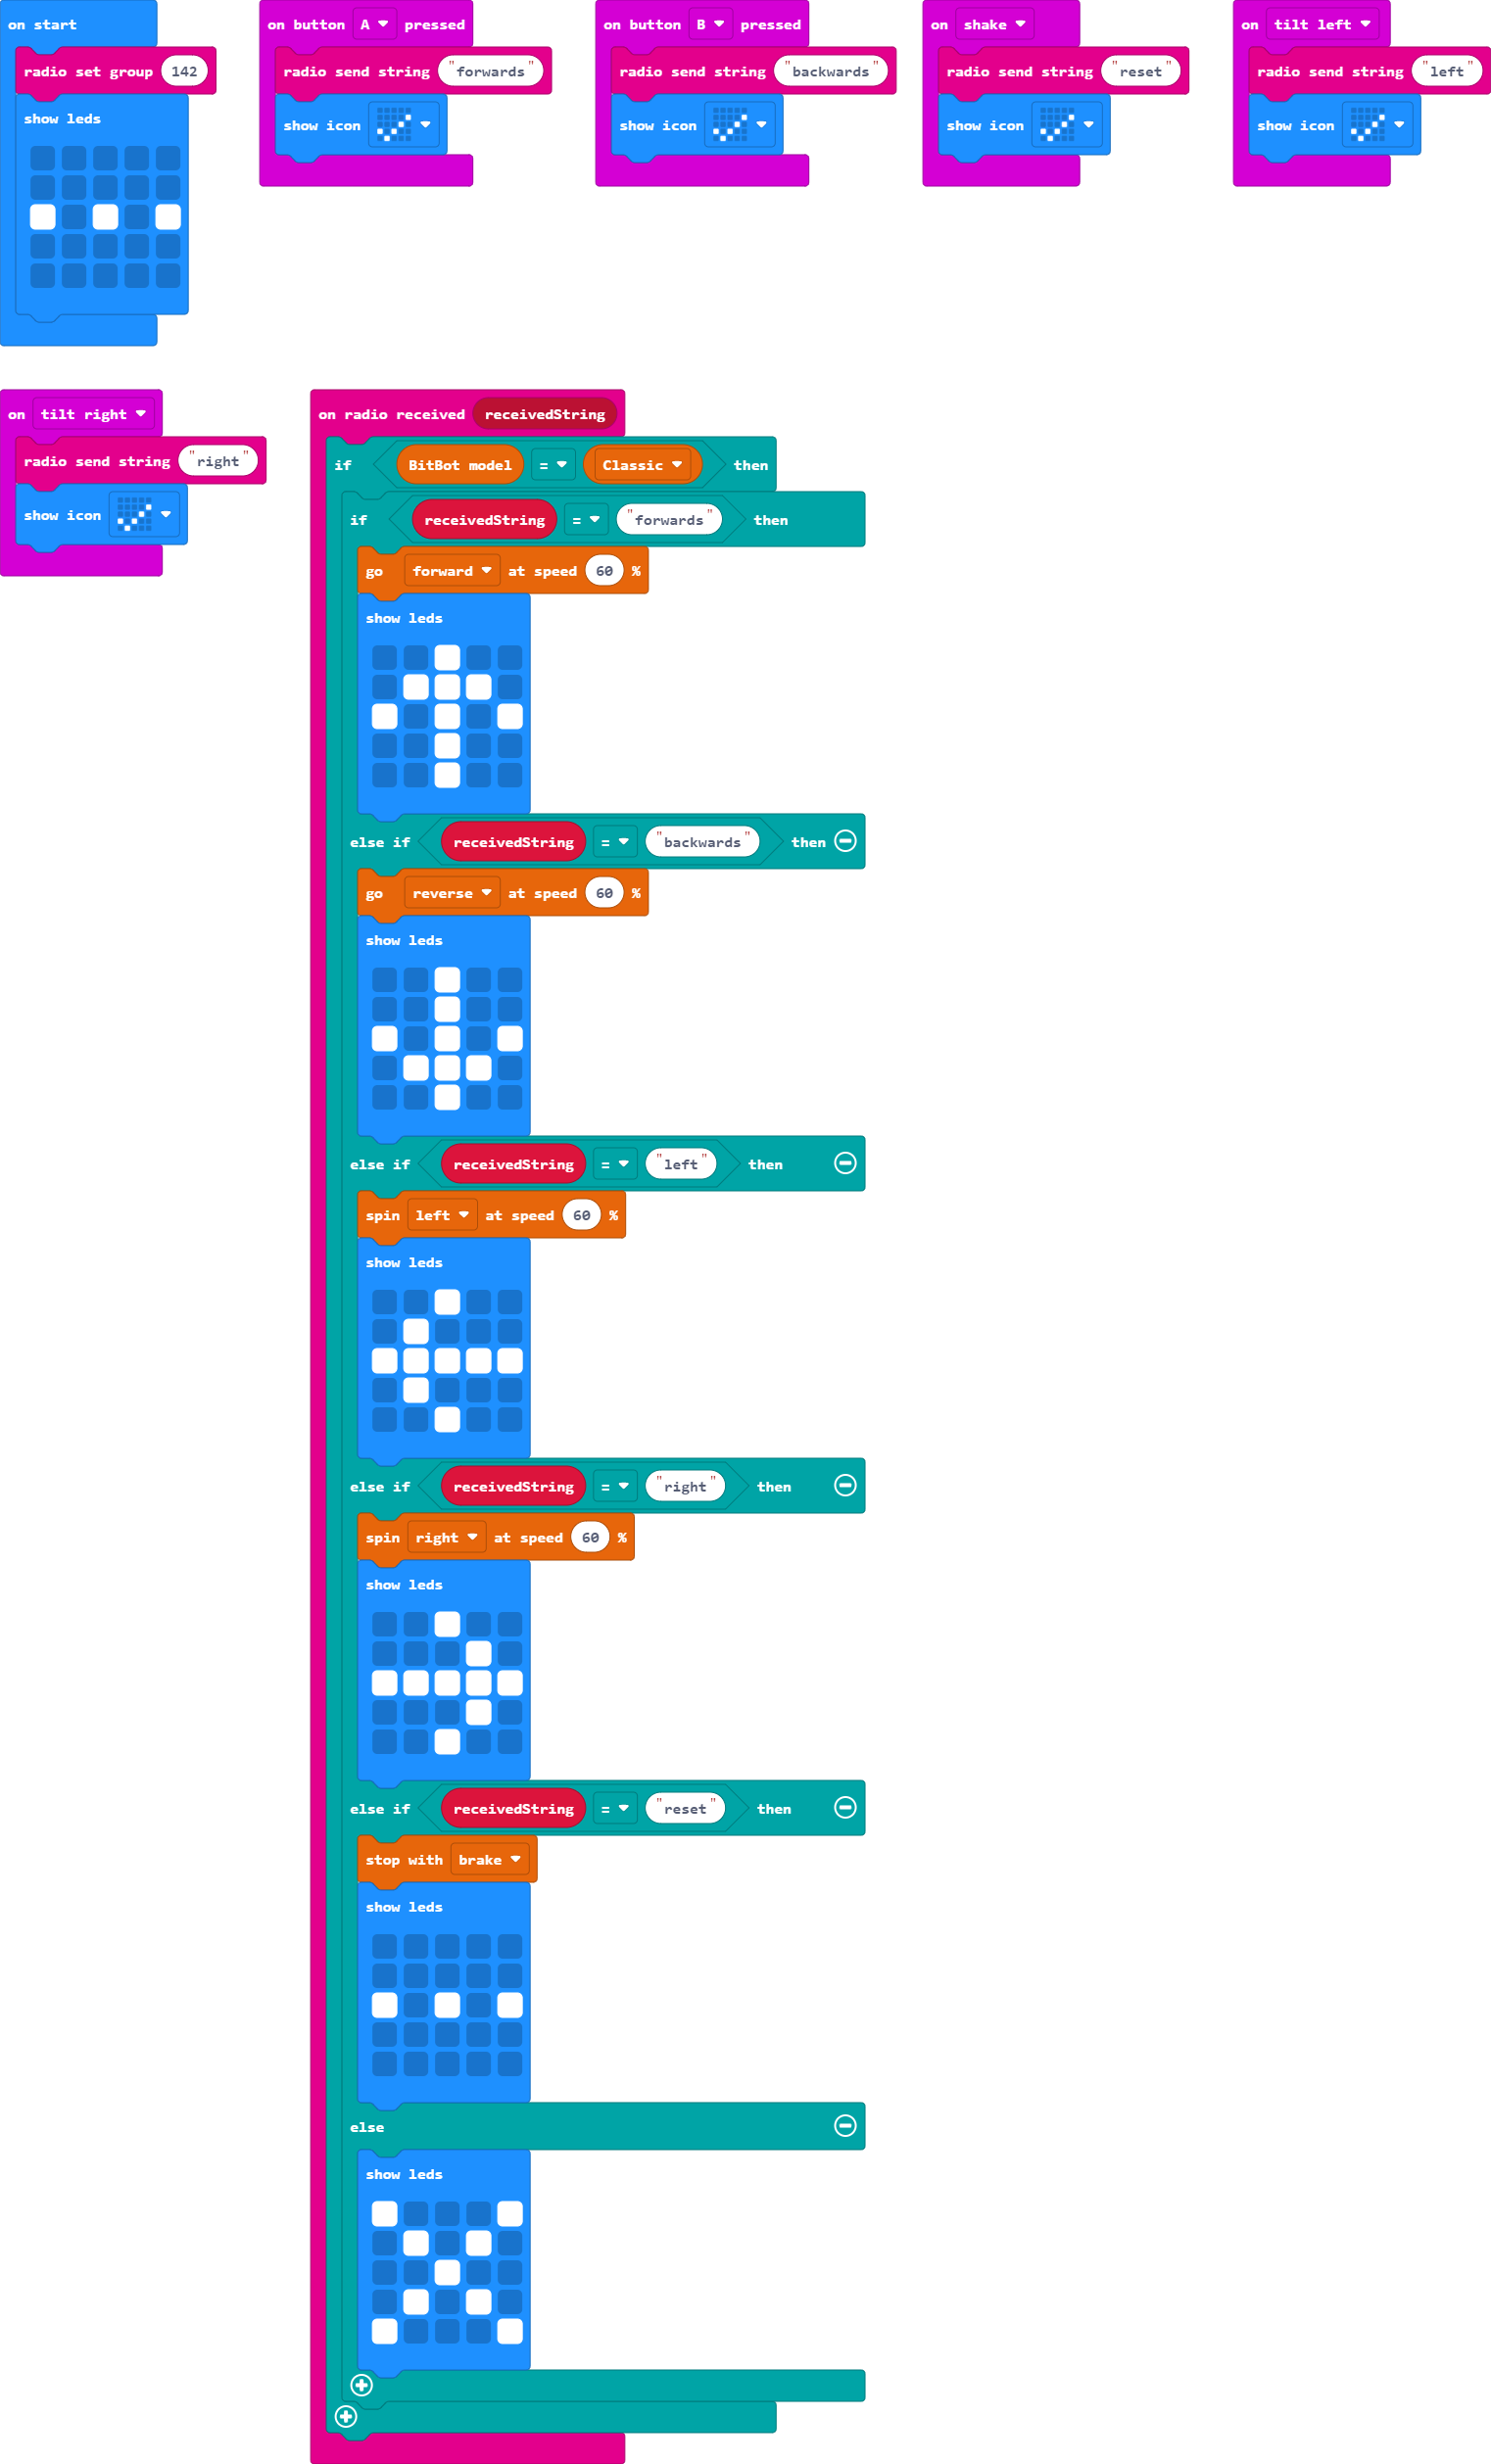 on start
radio set group 142
show leds
on button A pressed
radio send string "forwards"
show icon
on button B pressed
radio send string "backwards"
show icon
on shake
radio send string "reset"
show icon
on tilt left
radio send string "left"
show icon
on tilt right
radio send string "right"
show icon
on radio received receivedString
if BitBot model = Classic then
if receivedString = "forwards" then
go forward at speed 60 %
show leds
else if receivedString = "backwards" then
go reverse at speed 60 %
show leds
else if receivedString = "left" then
spin left at speed 60 %
show leds
else if receivedString = "right" then
spin right at speed 60 %
show leds
else if receivedString = "reset" then
stop with brake
show leds
else
show leds